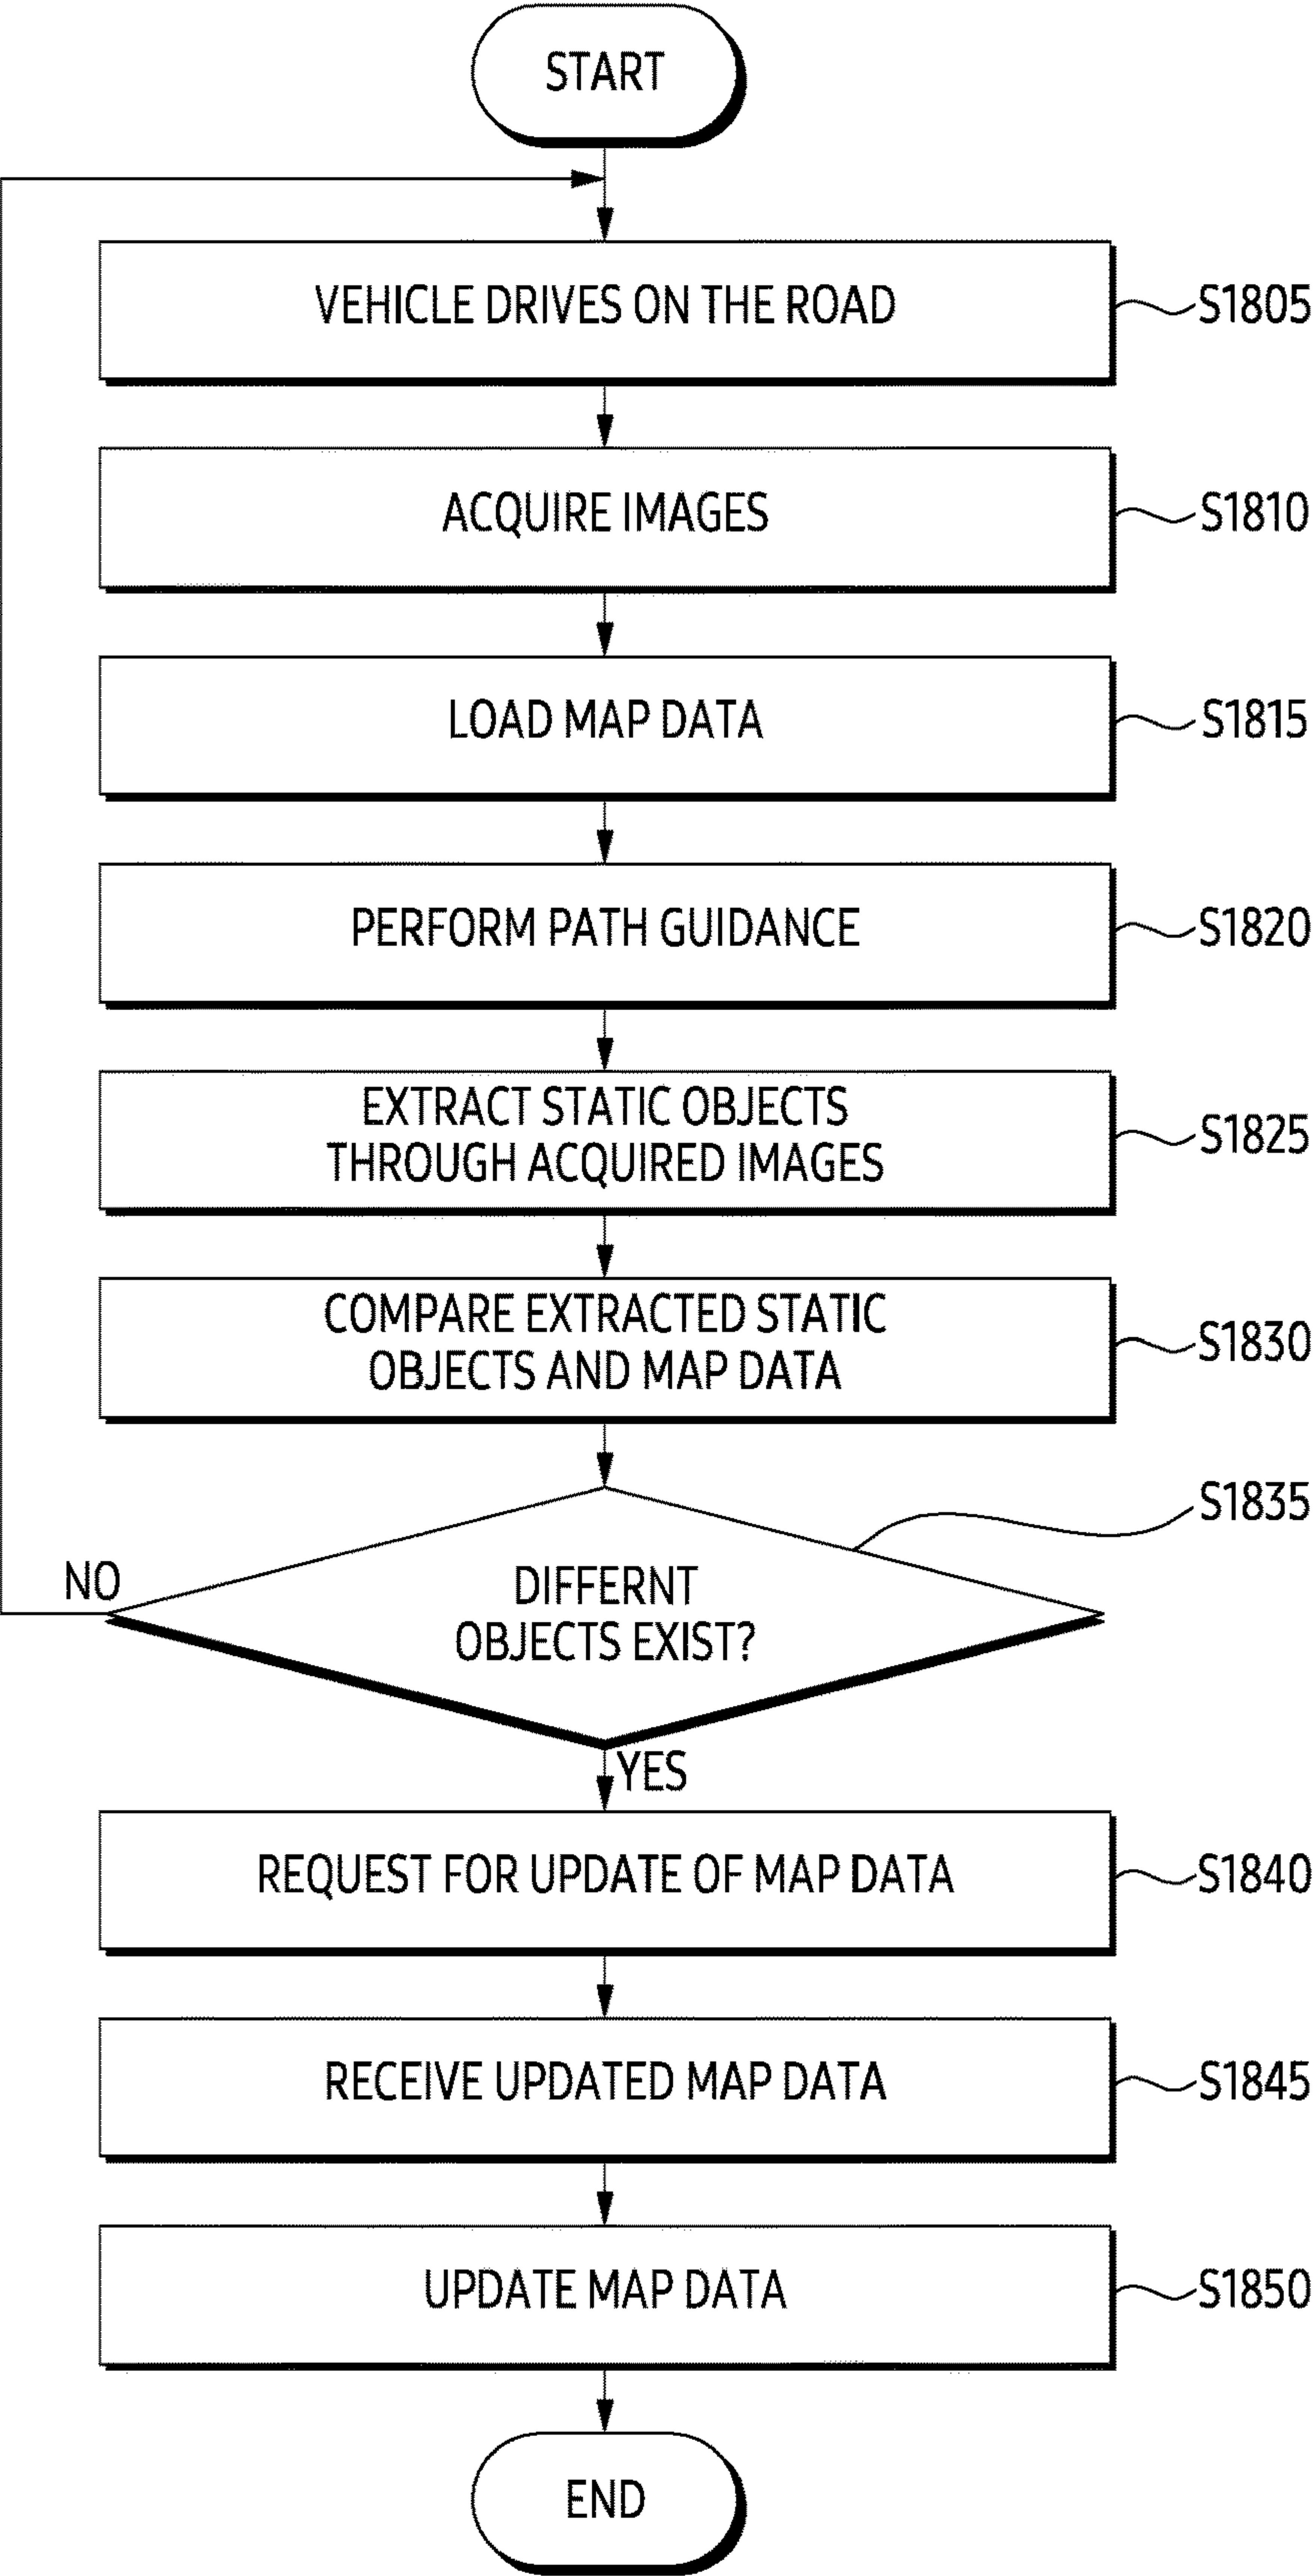 START
VEHICLE DRIVES ON THE ROAD
S1805
ACQUIRE IMAGES
S1810
LOAD MAP DATA
S1815
PERFORM PATH GUIDANCE
S1820
EXTRACT STATIC OBJECTS
THROUGH ACQUIRED IMAGES
S1825
COMPARE EXTRACTED STATIC
OBJECTS AND MAP DATA
S1830
S1835
NO
DIFFERNT
OBJECTS EXIST?
YES
REQUEST FOR UPDATE OF MAP DATA
S1840
RECEIVE UPDATED MAP DATA
S1845
UPDATE MAP DATA
S1850
END